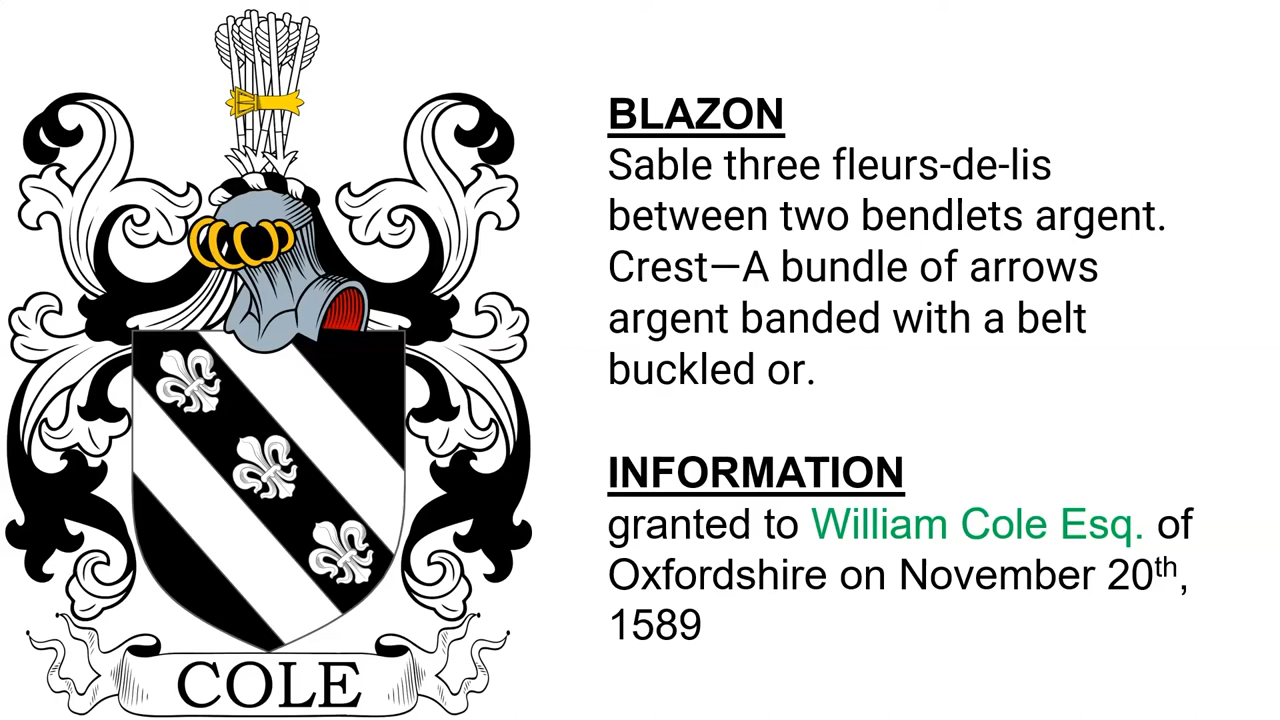 BLAZON
Sable three fleurs-de-lis
between two bendlets argent.
Crest—A bundle of arrows
argent banded with a belt
buckled or.
INFORMATION
granted to William Cole Esq. of
Oxfordshire on November 20th,
1589
COLE